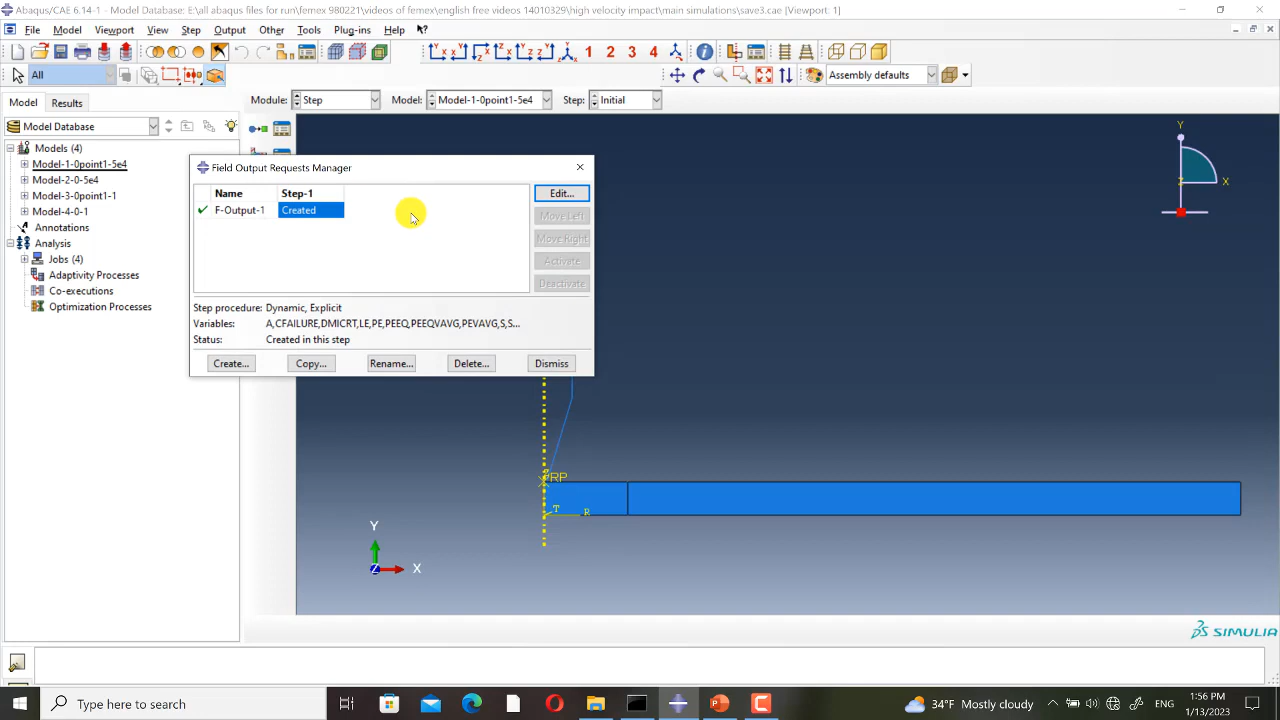 Abaqus/CAE 6.14-1 - Model Database: E:\all abaqus files for run\femex 980221\videos of femex\english free videos 14010329\high velocity impact\main simulations\save3.cae [Viewport: 1]
File Model Viewport View Step Output Other Tools Plug-ins Help
1 2 3 4
All
Assembly defaults
Model Results
Module: Step Model: Model-1-0point1-5e4 Step: Initial
Model Database
Models (4)
Model-1-0point1-5e4
Model-2-0-5e4
Model-3-0point1-1
Model-4-0-1
Annotations
Analysis
Jobs (4)
Adaptivity Processes
Co-executions
Optimization Processes
Field Output Requests Manager
Name Step-1
F-Output-1 Created
Edit...
Move Left
Move Right
Activate
Deactivate
Step procedure: Dynamic, Explicit
Variables: A,CFAILURE,DMICRT,LE,PE,PEEQ,PEEQVAVG,PEVAVG,S,S...
Status: Created in this step
Create... Copy... Rename... Delete... Dismiss
Y
X
Z
RP
T R
Y
Z X
SIMULIA
Type here to search
34°F Mostly cloudy
ENG
1:56 PM
1/13/2023